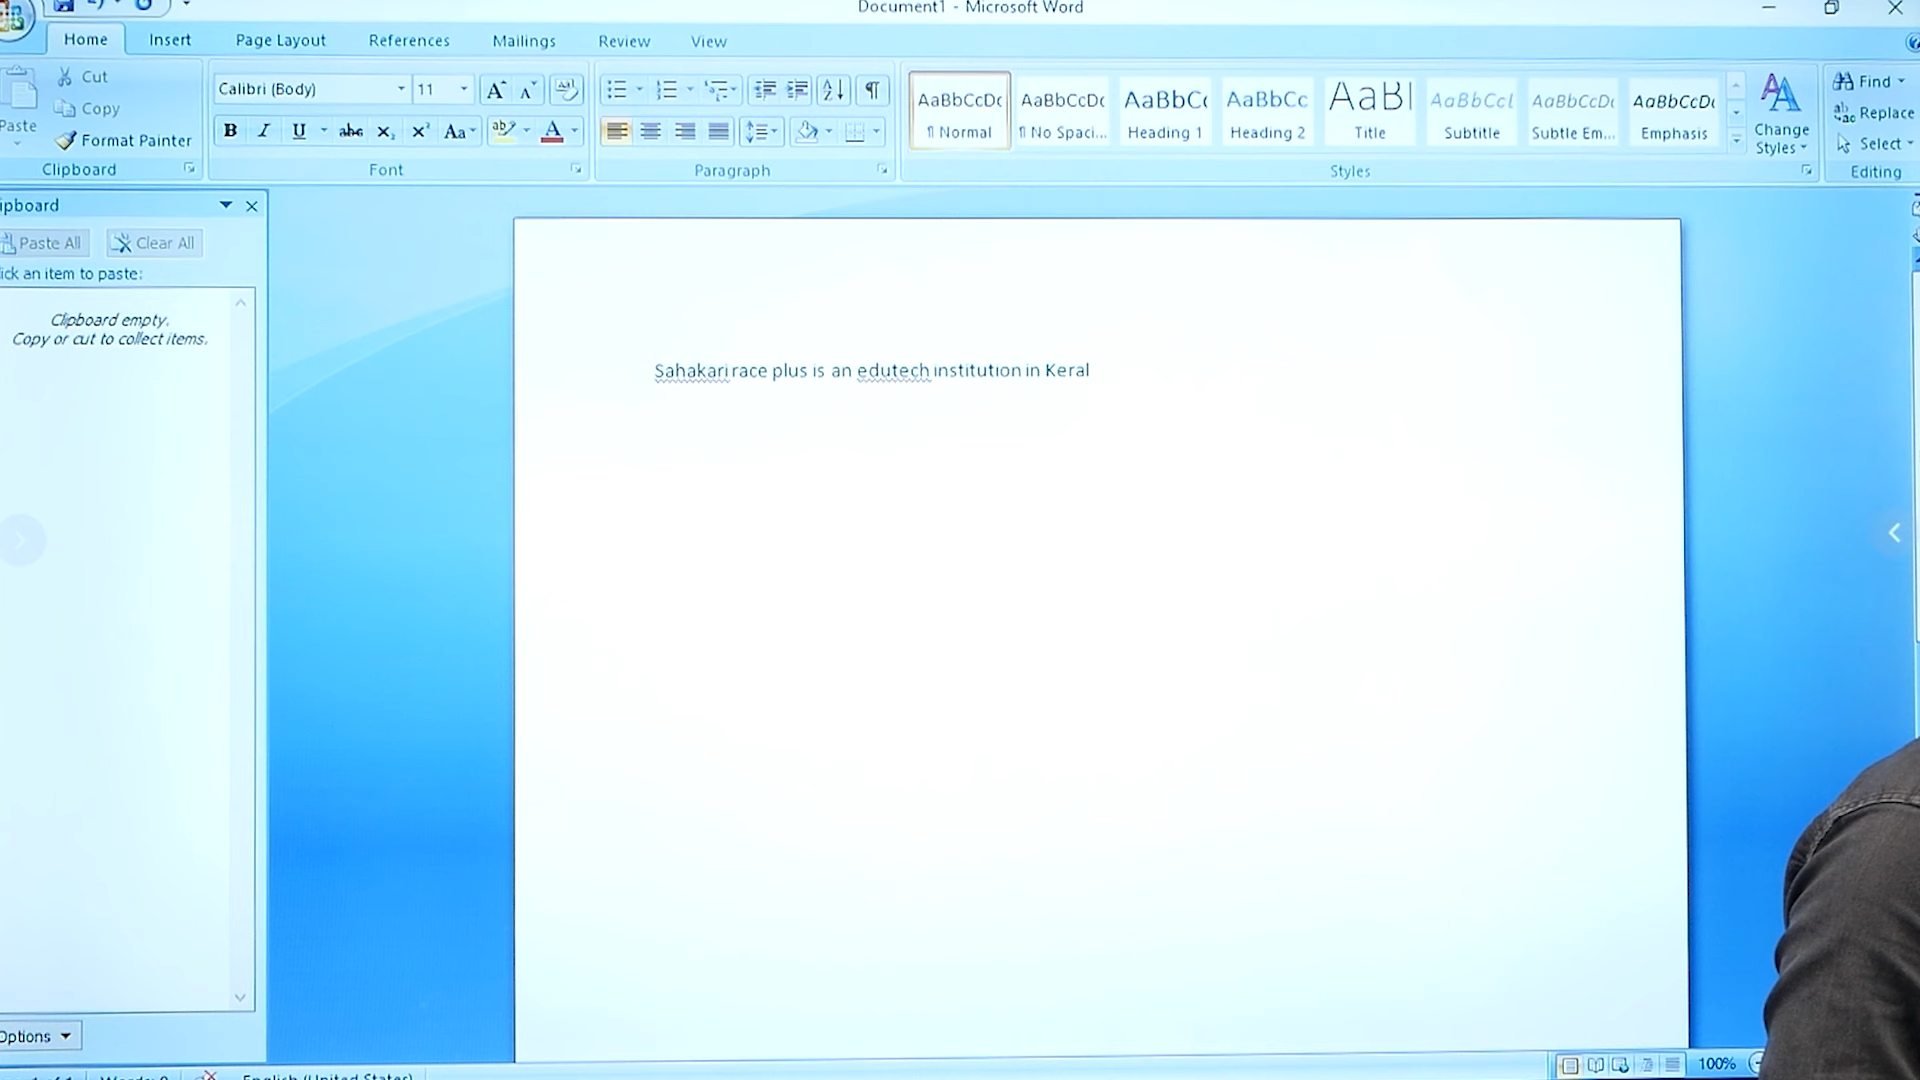 Document1 - Microsoft Word
Home Insert Page Layout References Mailings Review View
Cut
Copy
Paste
Format Painter
Clipboard
Calibri (Body) 11
Font
Paragraph
AaBbCcDc AaBbCcDc AaBbCc AaBbCc AaBl AaBbCcl AaBbCcDc AaBbCcDc
¶ Normal ¶ No Spaci... Heading 1 Heading 2 Title Subtitle Subtle Em... Emphasis
Change
Styles
Styles
Find
Replace
Select
Editing
ipboard
Paste All Clear All
ick an item to paste:
Clipboard empty.
Copy or cut to collect items.
Sahakari race plus is an edutech institution in Keral
Options
English (United States)
100%